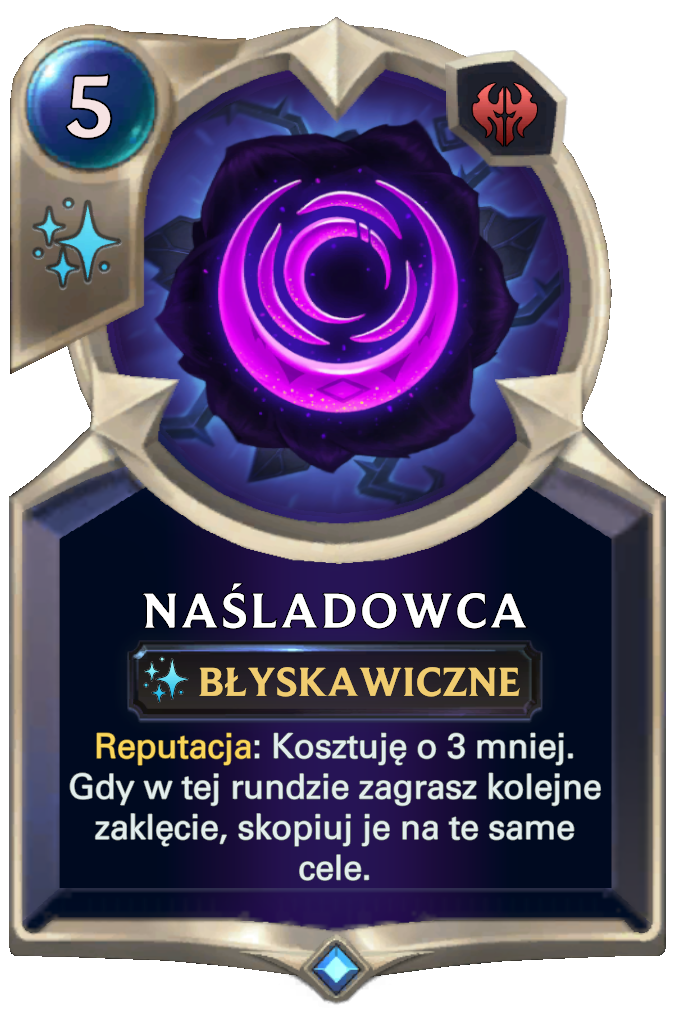 5
NAŚLADOWCA
BŁYSKAWICZNE
Reputacja: Kosztuję o 3 mniej.
Gdy w tej rundzie zagrasz kolejne
zaklęcie, skopiuj je na te same
cele.